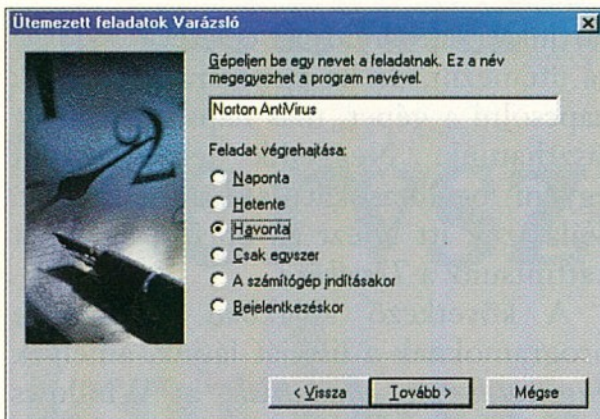 Ütemezett feladatok Varázsló
Gépeljen be egy nevet a feladatnak. Ez a név
megegyezhet a program nevével.
Norton AntiVirus
Feladat végrehajtása:
Naponta
Hetente
Havonta
Csak egyszer
A számítógép indításakor
Bejelentkezéskor
< Vissza
Tovább >
Mégse
2